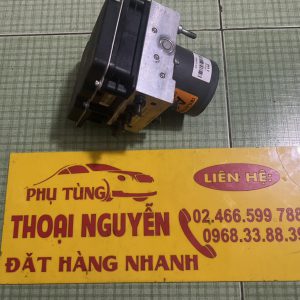 PHỤ TÙNG
LIÊN HỆ:
THOẠI NGUYỄN
02.466.599.788
0968.33.88.39
ĐẶT HÀNG NHANH